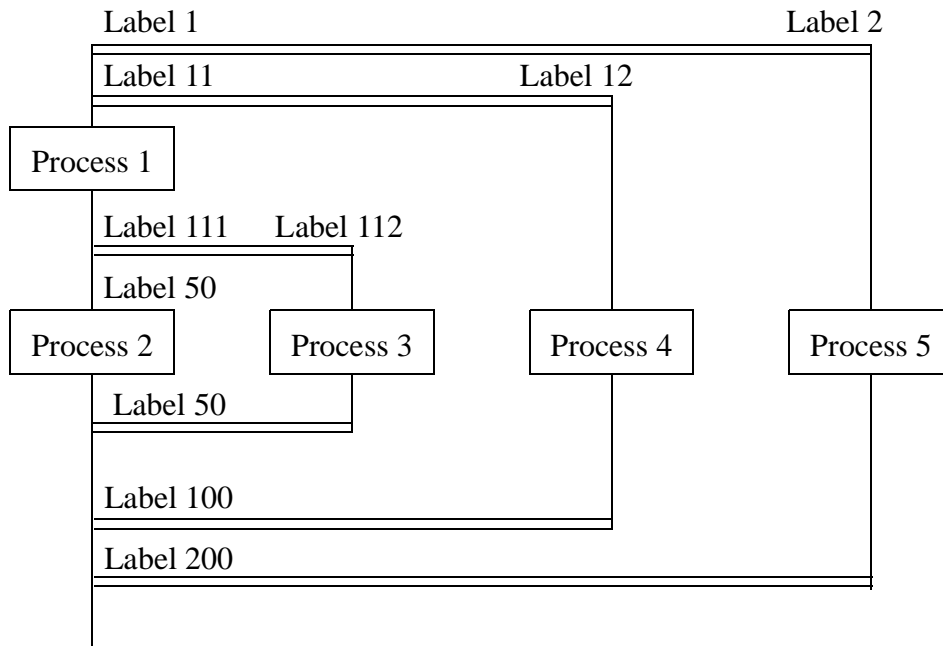 Label 1 Label 2
Label 11 Label 12
Process 1
Label 111 Label 112
Label 50
Process 2 Process 3 Process 4 Process 5
Label 50
Label 100
Label 200